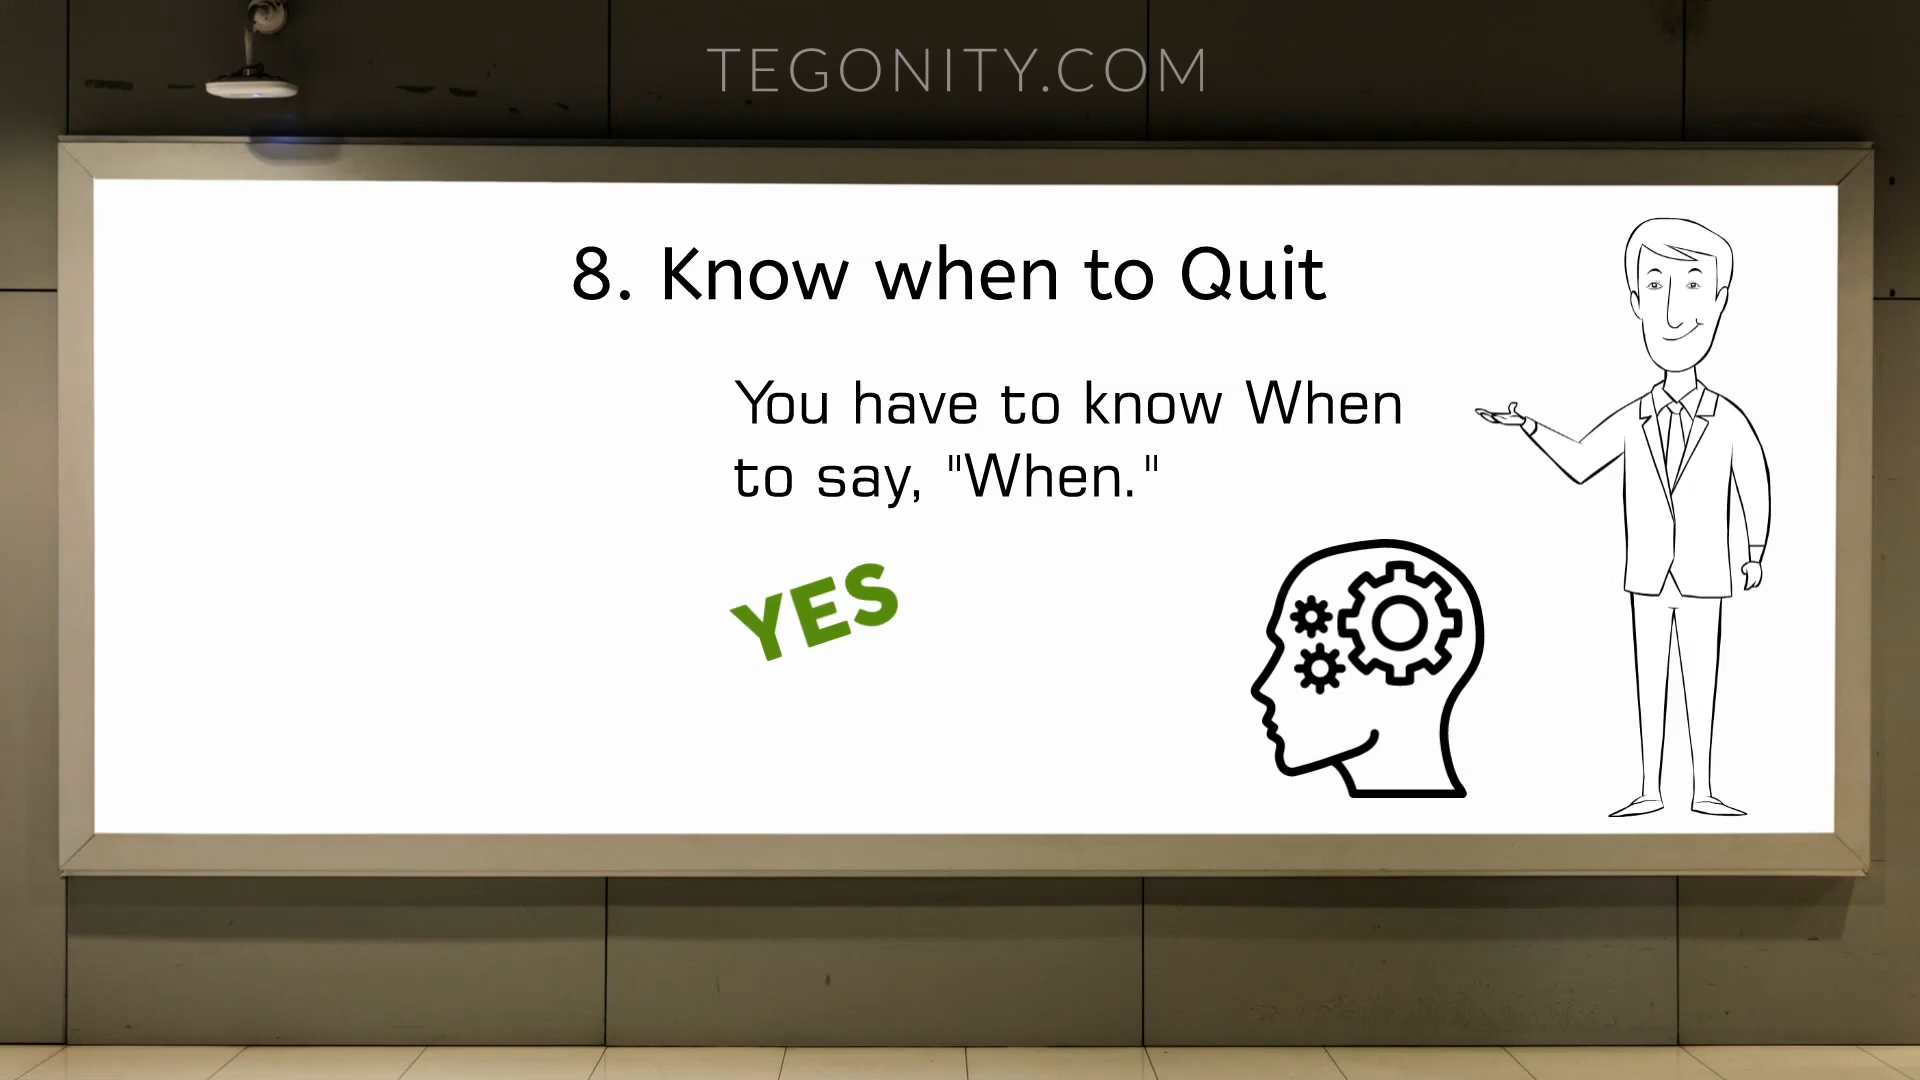 TEGONITY.COM
8. Know when to Quit
You have to know When
to say, "When."
YES